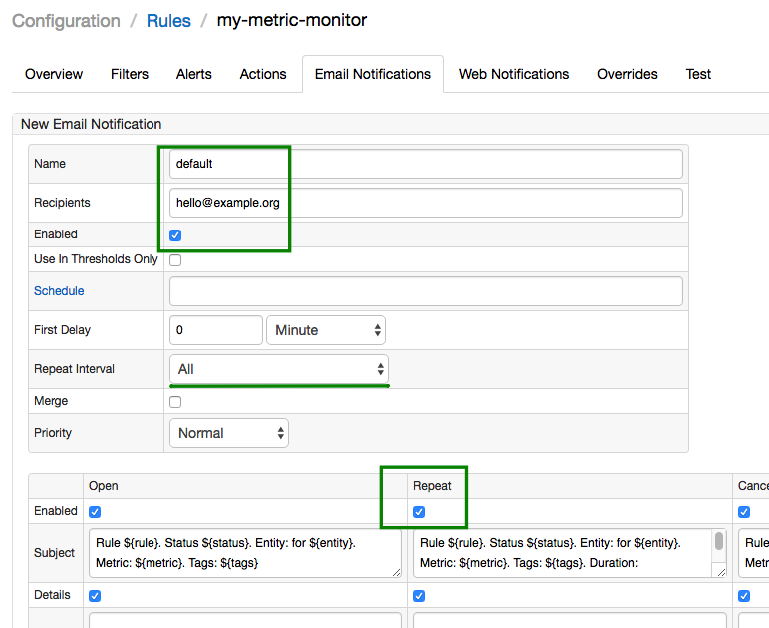 Configuration / Rules / my-metric-monitor
Overview Filters Alerts Actions Email Notifications Web Notifications Overrides Test
New Email Notification
Name default
Recipients hello@example.org
Enabled
Use In Thresholds Only
Schedule
First Delay 0 Minute
Repeat Interval All
Merge
Priority Normal
Open Repeat Cance
Enabled
Subject Rule ${rule}. Status ${status}. Entity: for ${entity}. Rule ${rule}. Status ${status}. Entity: for ${entity}. Rule
Metric: ${metric}. Tags: ${tags} Metric: ${metric}. Tags: ${tags}. Duration: Metr
Details